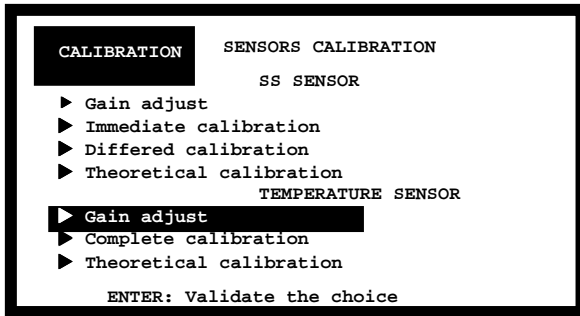 CALIBRATION SENSORS CALIBRATION
SS SENSOR
Gain adjust
Immediate calibration
Differed calibration
Theoretical calibration
TEMPERATURE SENSOR
Gain adjust
Complete calibration
Theoretical calibration
ENTER: Validate the choice